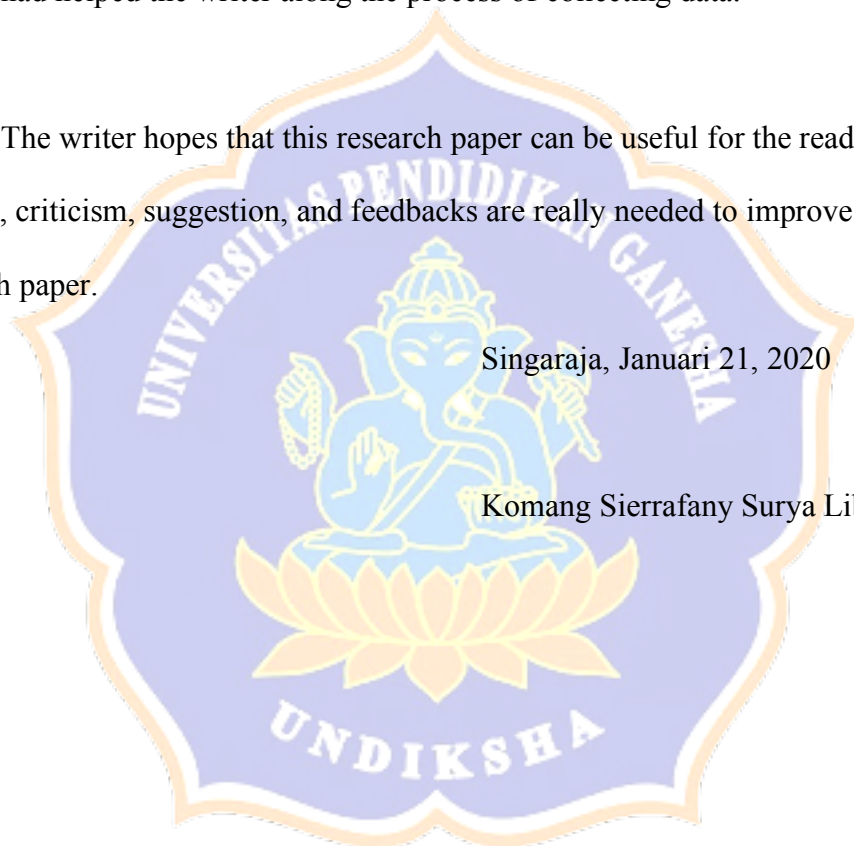 had helped the writer along the process of collecting data.
The writer hopes that this research paper can be useful for the read
, criticism, suggestion, and feedbacks are really needed to improve
h paper.
UNIVERSITAS PENDIDIKAN GANESHA
Singaraja, Januari 21, 2020
Komang Sierrafany Surya Lib
UNDIKSHA